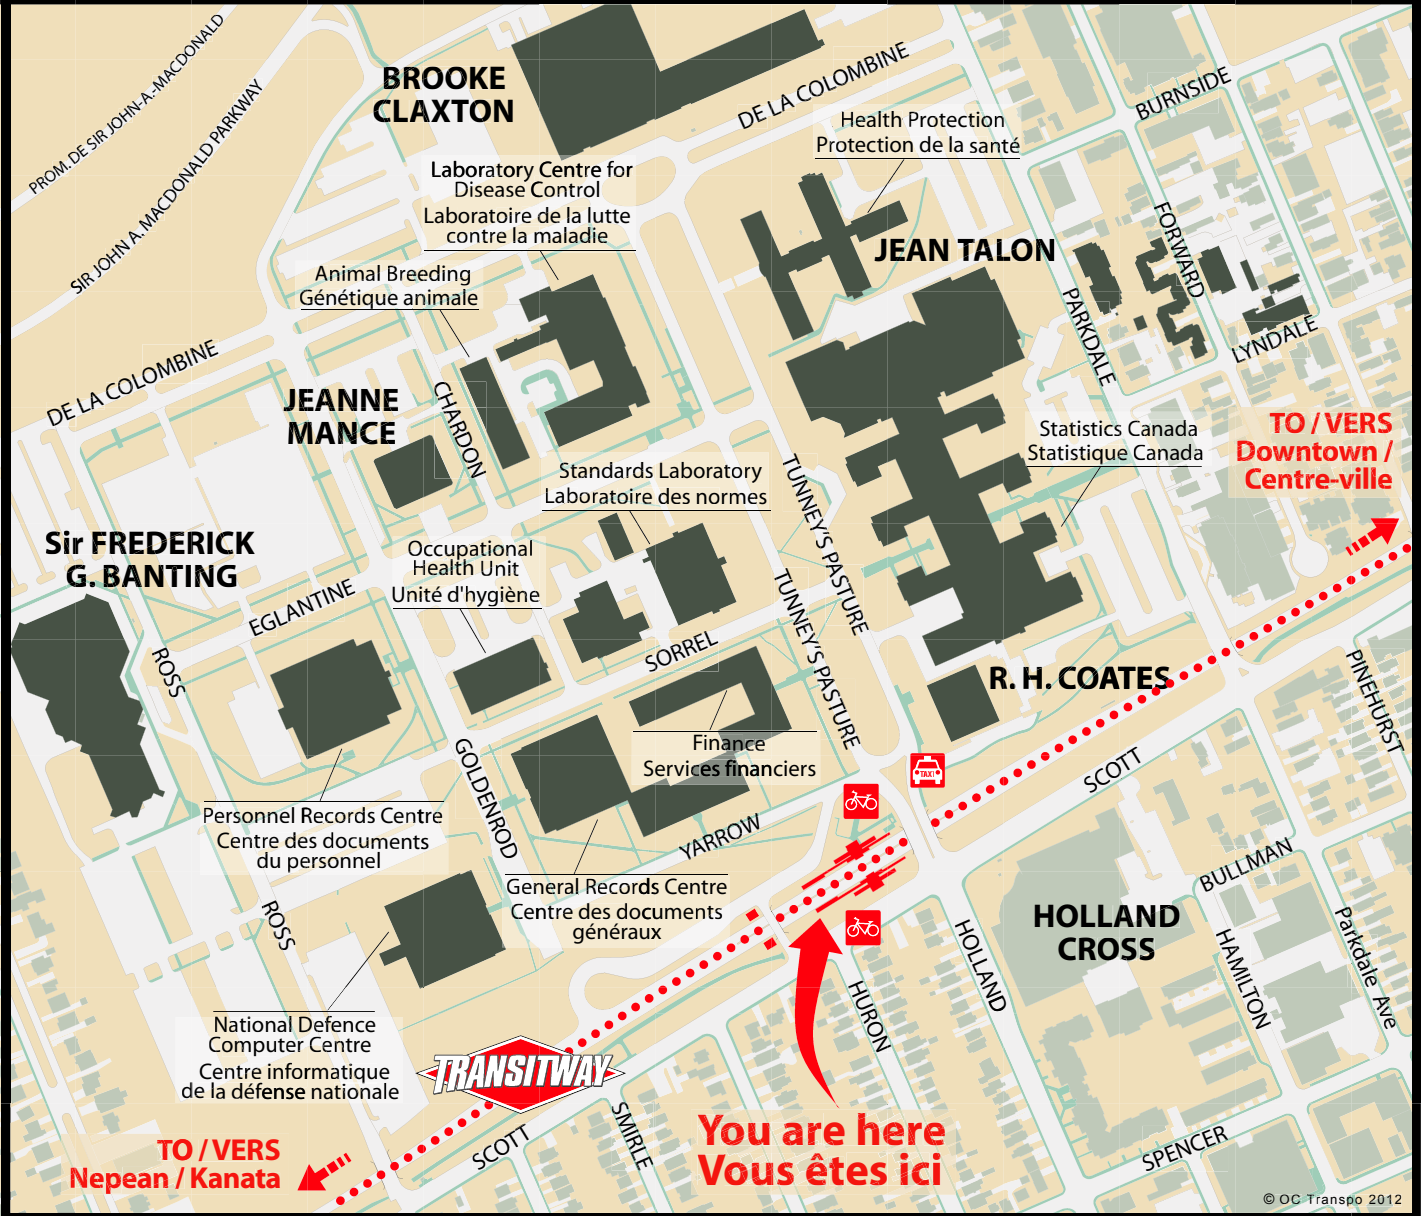 PROM. DE SIR JOHN-A.-MACDONALD
SIR JOHN A. MACDONALD PARKWAY
BROOKE
CLAXTON
DE LA COLOMBINE
BURNSIDE
Health Protection
Protection de la santé
Laboratory Centre for
Disease Control
Laboratoire de la lutte
contre la maladie
FORWARD
JEAN TALON
Animal Breeding
Génétique animale
PARKDALE
LYNDALE
DE LA COLOMBINE
JEANNE
MANCE
CHARDON
TO / VERS
Downtown /
Centre-ville
Statistics Canada
Statistique Canada
Standards Laboratory
Laboratoire des normes
TUNNEY'S PASTURE
Sir FREDERICK
G. BANTING
Occupational
Health Unit
Unité d'hygiène
EGLANTINE
TUNNEY'S PASTURE
SORREL
ROSS
R. H. COATES
PINEHURST
Finance
Services financiers
GOLDENROD
SCOTT
TAXI
Personnel Records Centre
Centre des documents
du personnel
YARROW
BULLMAN
General Records Centre
Centre des documents
généraux
ROSS
HOLLAND
CROSS
HOLLAND
HAMILTON
Parkdale Ave
HURON
National Defence
Computer Centre
Centre informatique
de la défense nationale
TRANSITWAY
SMIRLE
You are here
Vous êtes ici
SCOTT
SPENCER
TO / VERS
Nepean / Kanata
© OC Transpo 2012